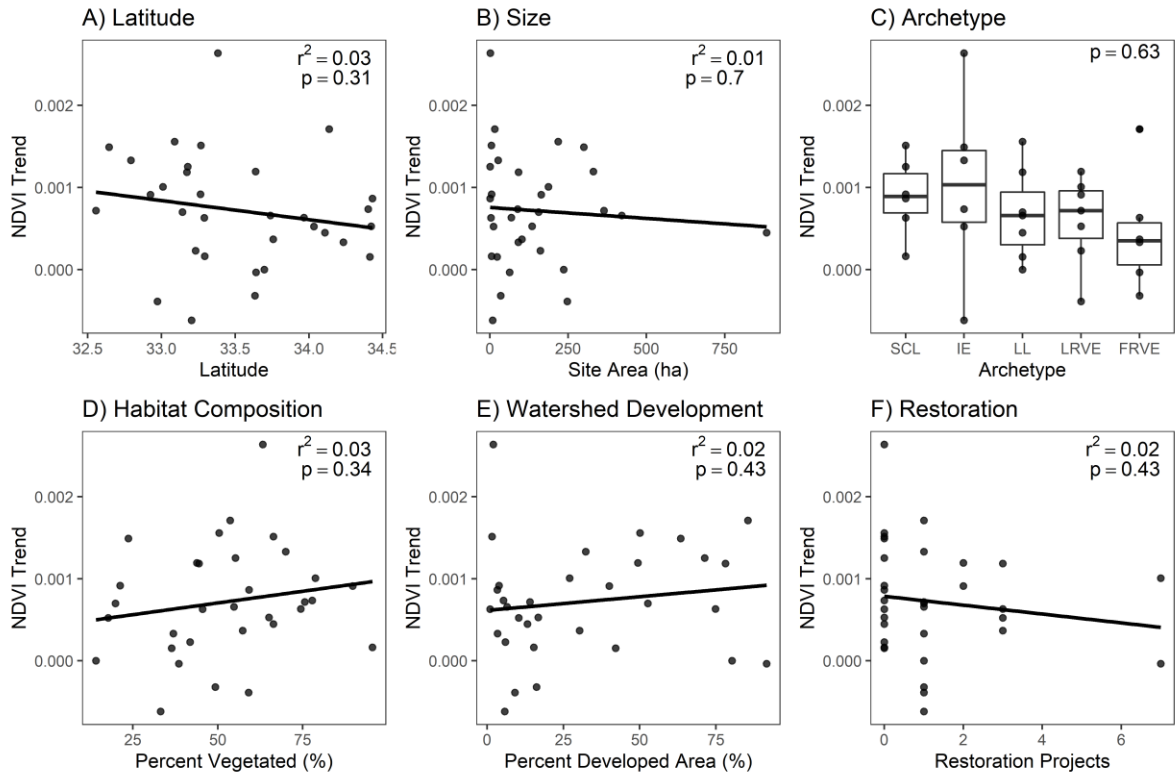 A) Latitude
r² = 0.03
p = 0.31
NDVI Trend
0.002
0.001
0.000
32.5 33.0 33.5 34.0 34.5
Latitude
B) Size
r² = 0.01
p = 0.7
NDVI Trend
0.002
0.001
0.000
0 250 500 750
Site Area (ha)
C) Archetype
p = 0.63
NDVI Trend
0.002
0.001
0.000
SCL IE LL LRVE FRVE
Archetype
D) Habitat Composition
r² = 0.03
p = 0.34
NDVI Trend
0.002
0.001
0.000
25 50 75
Percent Vegetated (%)
E) Watershed Development
r² = 0.02
p = 0.43
NDVI Trend
0.002
0.001
0.000
0 25 50 75
Percent Developed Area (%)
F) Restoration
r² = 0.02
p = 0.43
NDVI Trend
0.002
0.001
0.000
0 2 4 6
Restoration Projects